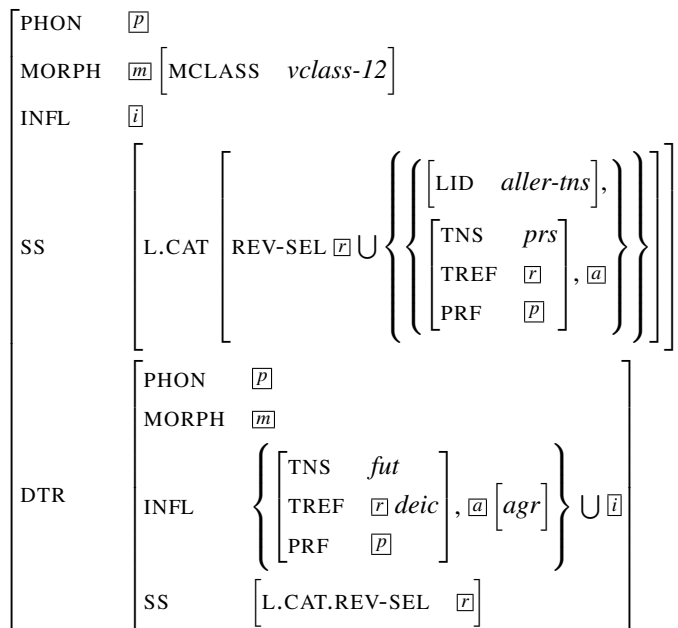 PHON p
MORPH m [MCLASS vclass-12]
INFL i
SS [L.CAT [REV-SEL r ∪ { { [LID aller-tns],
[TNS prs
TREF r
PRF p], a } } ] ]
DTR [PHON p
MORPH m
INFL { [TNS fut
TREF r deic
PRF p], a [agr] } ∪ i
SS [L.CAT.REV-SEL r]